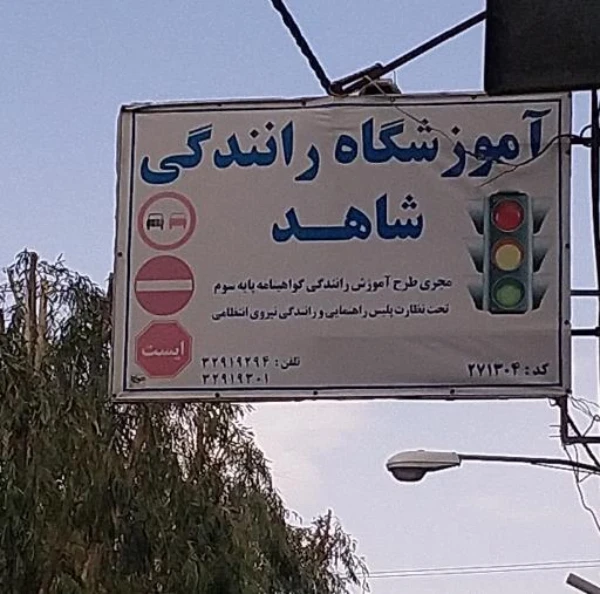 آموزشگاه رانندگی
شاهد
مجری طرح آموزش رانندگی گواهینامه پایه سوم
تحت نظارت پلیس راهنمایی و رانندگی نیروی انتظامی
ایست
تلفن: ۳۲۹۱۹۲۹۴
۳۲۹۱۹۳۰۱
کد: ۲۷۱۳۰۴